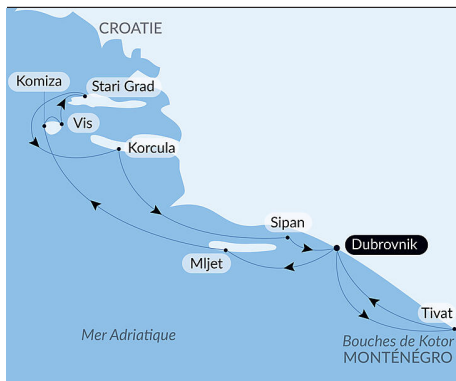 CROATIE
Komiza
Stari Grad
Vis
Korcula
Sipan
Dubrovnik
Mljet
Tivat
Mer Adriatique
Bouches de Kotor
MONTÉNÉGRO